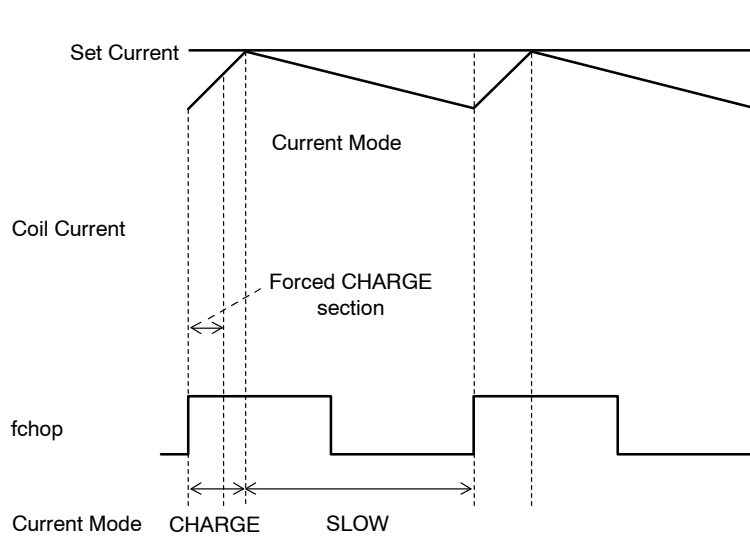 Set Current
Current Mode
Coil Current
Forced CHARGE
section
fchop
Current Mode CHARGE SLOW